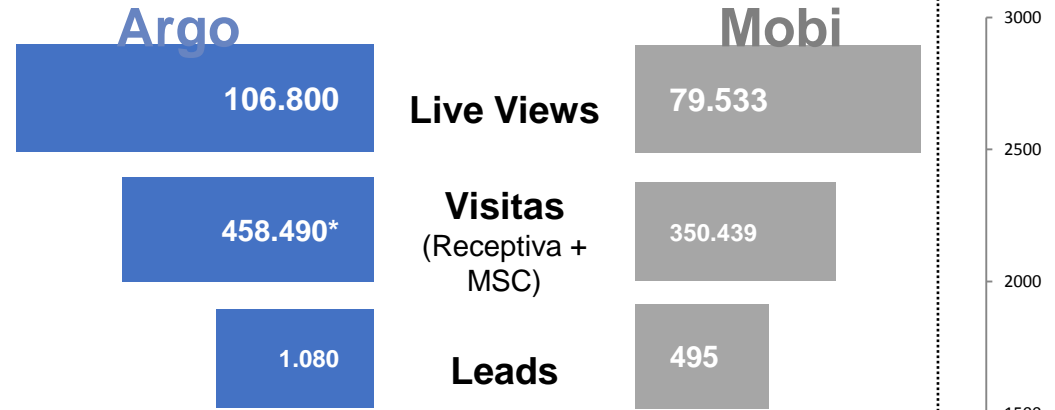 Argo
Mobi
3000
106.800
Live Views
79.533
2500
Visitas
458.490*
(Receptiva +
350.439
MSC)
2000
1.080
Leads
495